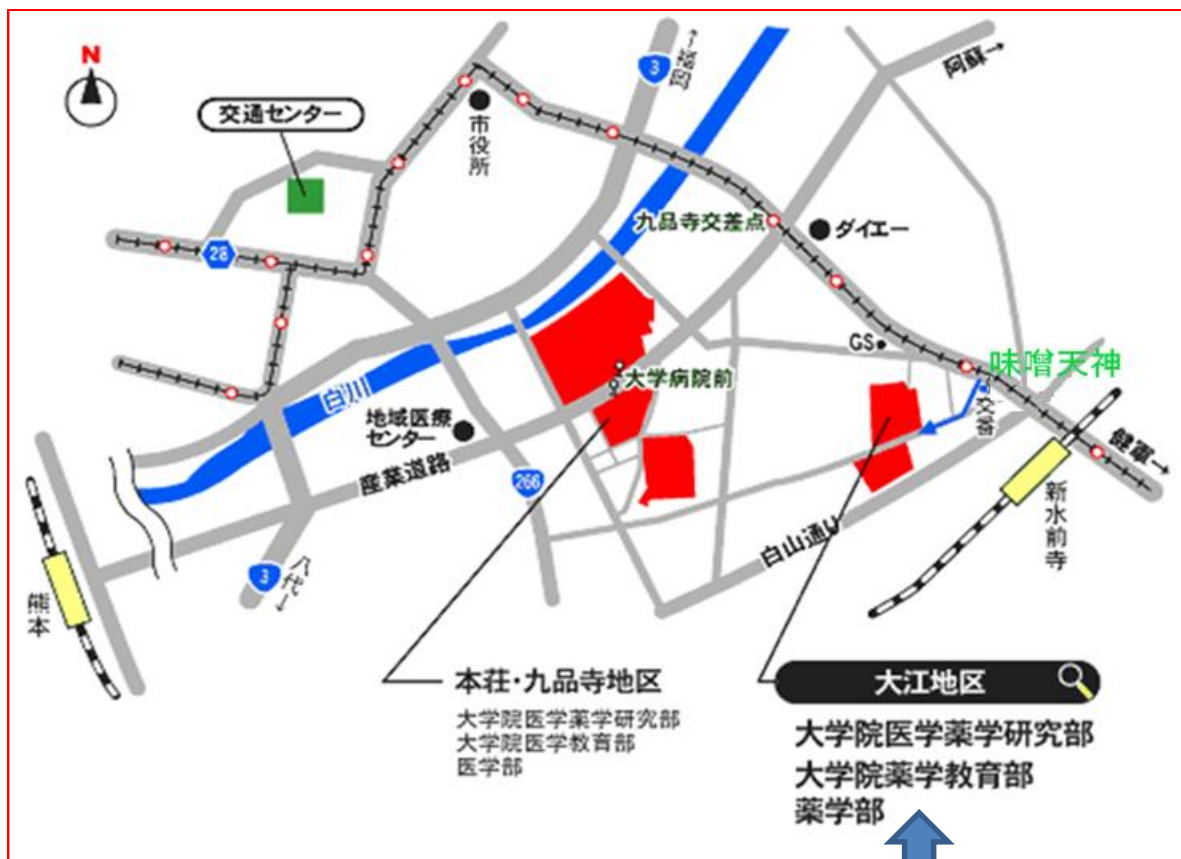 N
交通センター
市役所
3
四谷→
阿蘇→
28
九品寺交差点
ダイエー
GS
味噌天神
交差
大学病院前
白川
地域医療
センター
産業道路
266
白山通り
健軍→
新水前寺
熊本
3
八代→
本荘・九品寺地区
大学院医学薬学研究部
大学院医学教育部
医学部
大江地区
大学院医学薬学研究部
大学院薬学教育部
薬学部